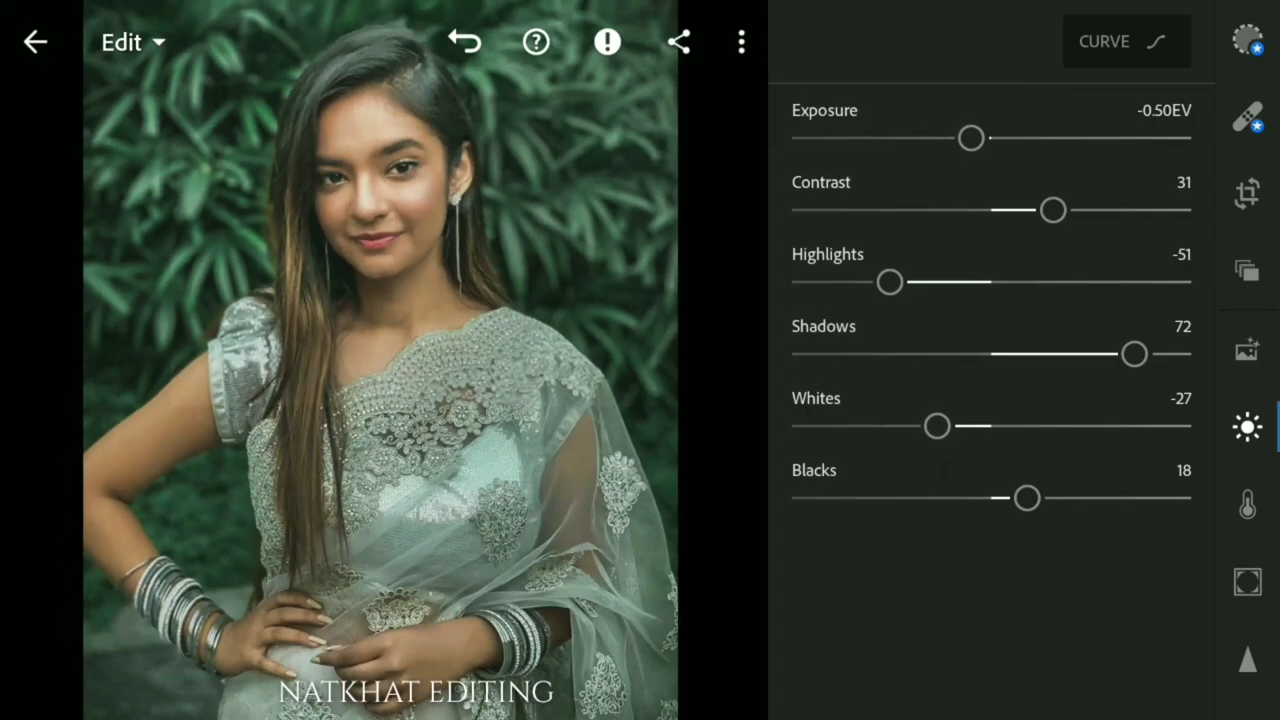 Edit
CURVE
Exposure -0.50EV
Contrast 31
Highlights -51
Shadows 72
Whites -27
Blacks 18
NATKHAT EDITING